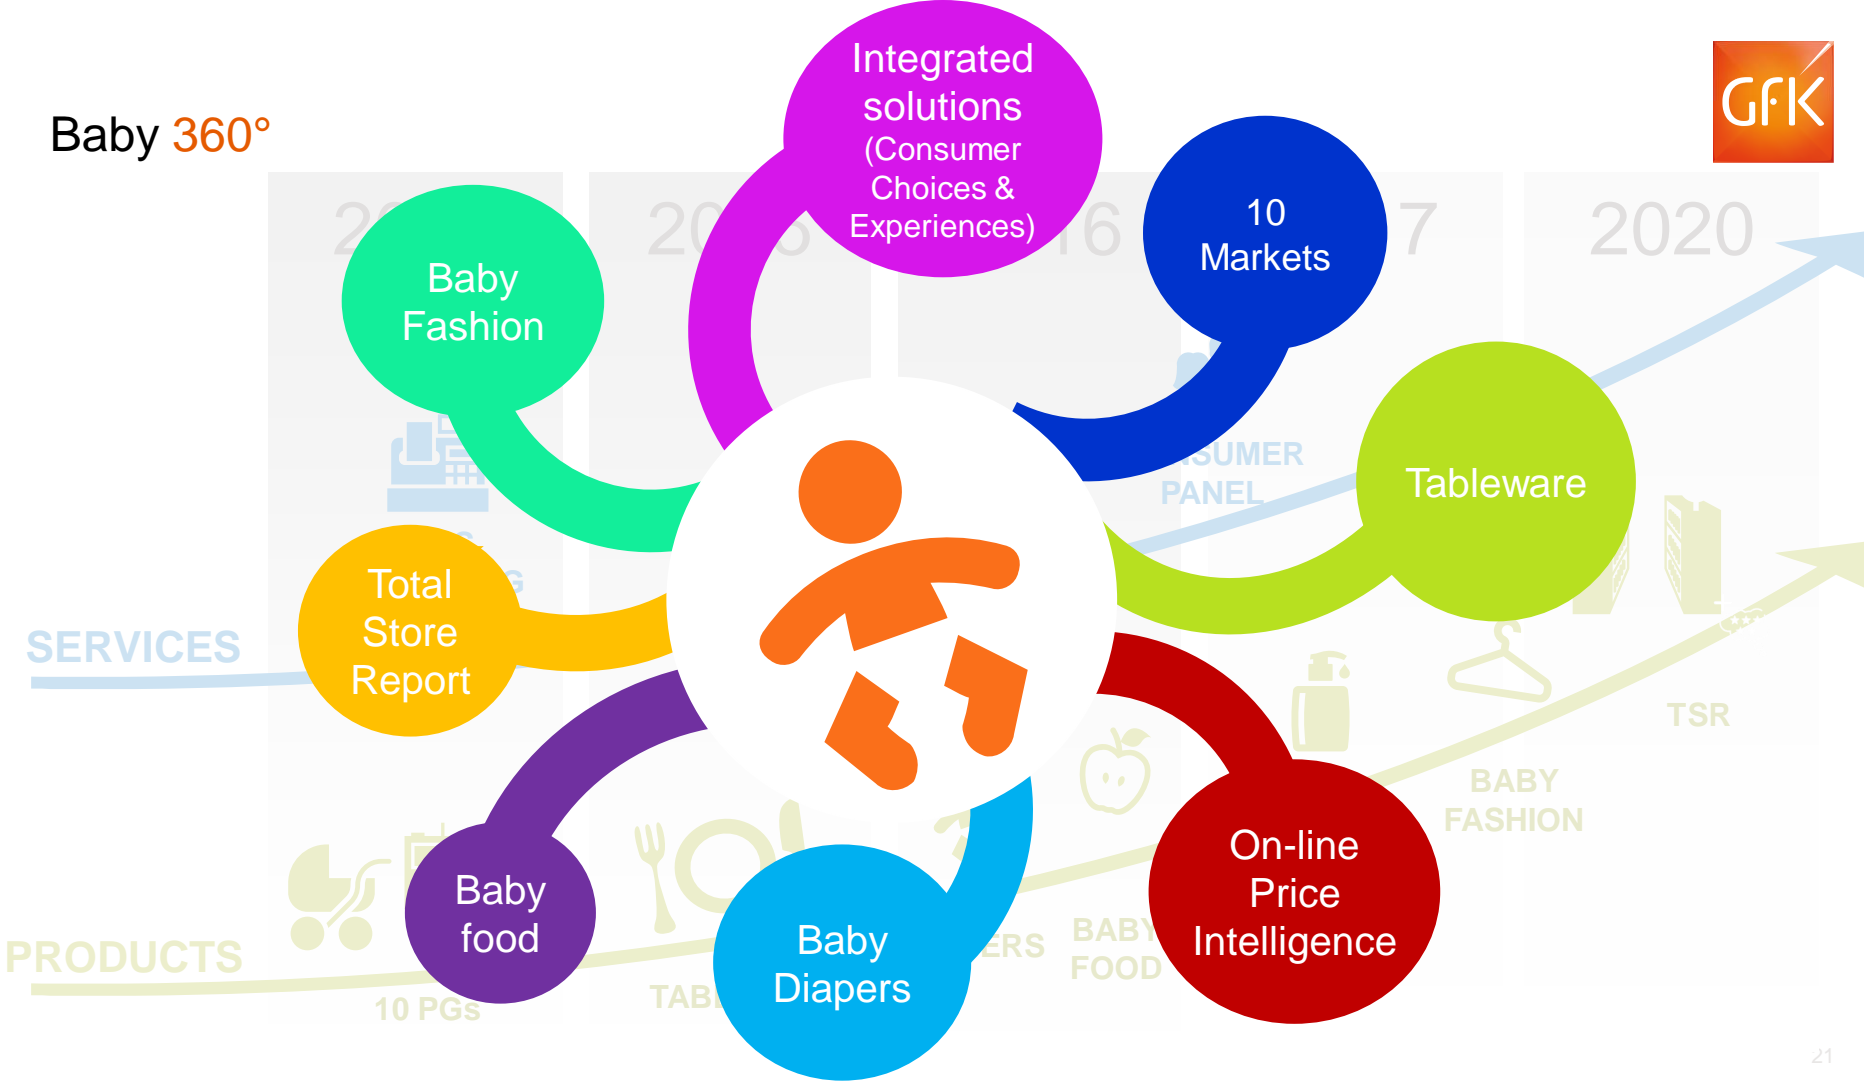 Baby 360°
GfK
Integrated
solutions
(Consumer
Choices &
Experiences)
10
Markets
Baby
Fashion
2020
Tableware
PANEL
Total
Store
Report
SERVICES
TSR
BABY
FASHION
On-line
Price
Intelligence
Baby
food
Baby
Diapers
BABY
FOOD
PRODUCTS
10 PGs
21